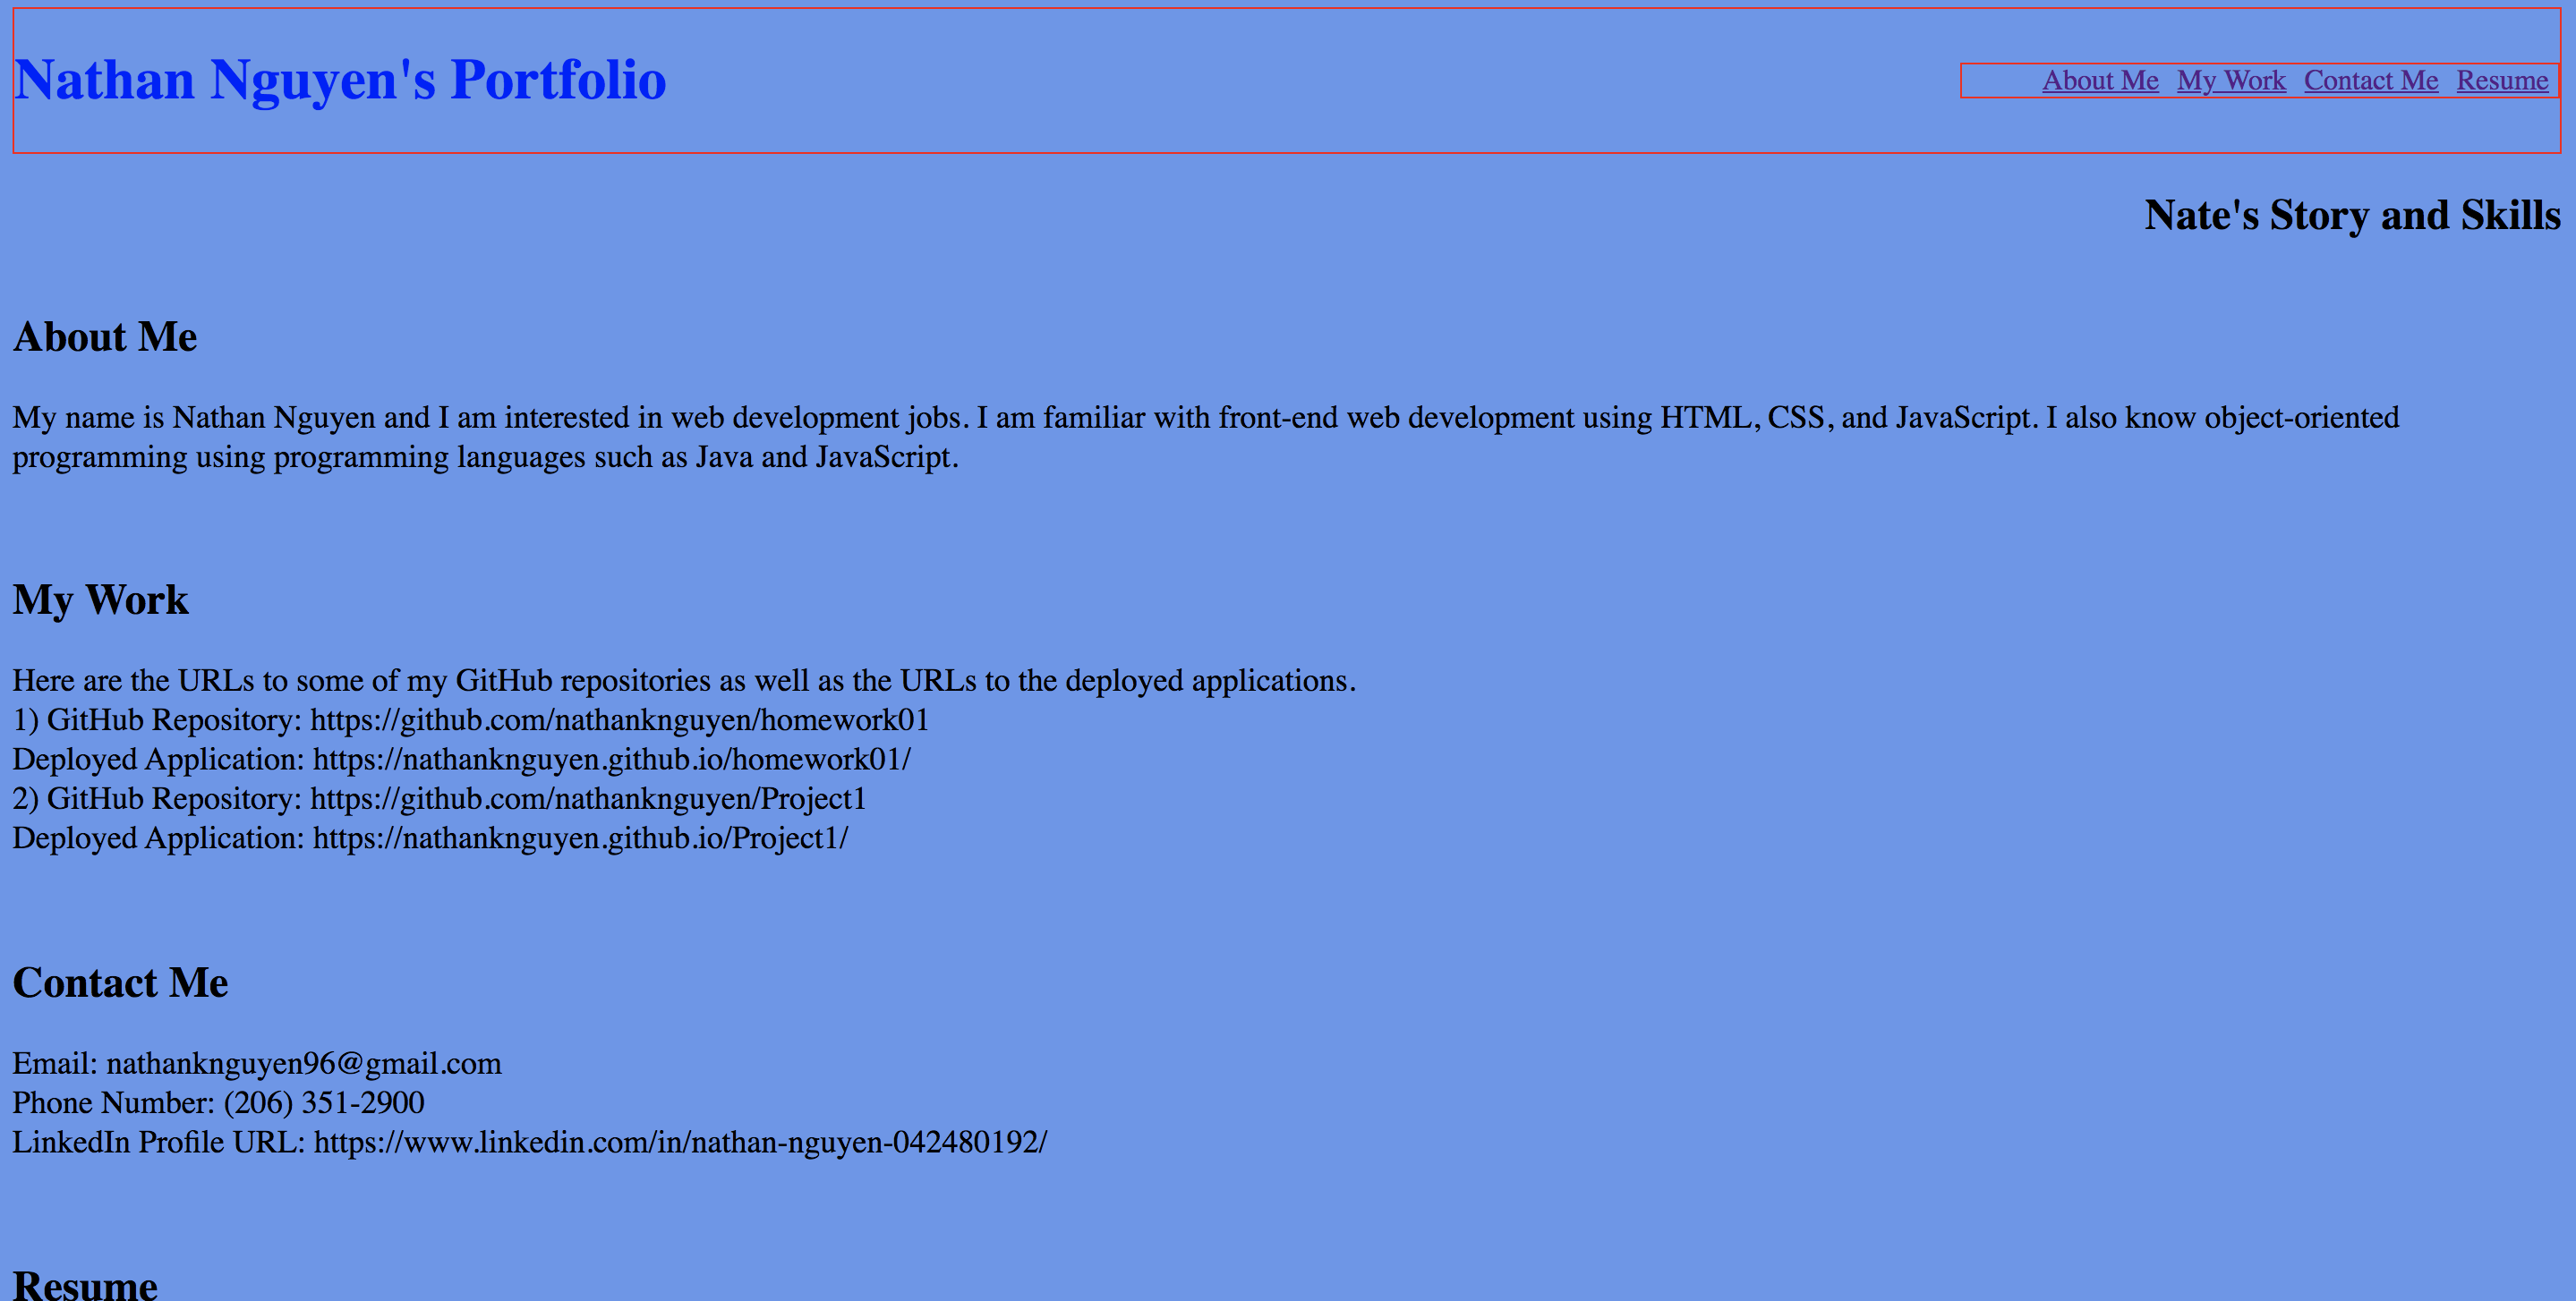 Nathan Nguyen's Portfolio
About Me My Work Contact Me Resume
Nate's Story and Skills
About Me
My name is Nathan Nguyen and I am interested in web development jobs. I am familiar with front-end web development using HTML, CSS, and JavaScript. I also know object-oriented
programming using programming languages such as Java and JavaScript.
My Work
Here are the URLs to some of my GitHub repositories as well as the URLs to the deployed applications.
1) GitHub Repository: https://github.com/nathanknguyen/homework01
Deployed Application: https://nathanknguyen.github.io/homework01/
2) GitHub Repository: https://github.com/nathanknguyen/Project1
Deployed Application: https://nathanknguyen.github.io/Project1/
Contact Me
Email: nathanknguyen96@gmail.com
Phone Number: (206) 351-2900
LinkedIn Profile URL: https://www.linkedin.com/in/nathan-nguyen-042480192/
Resume